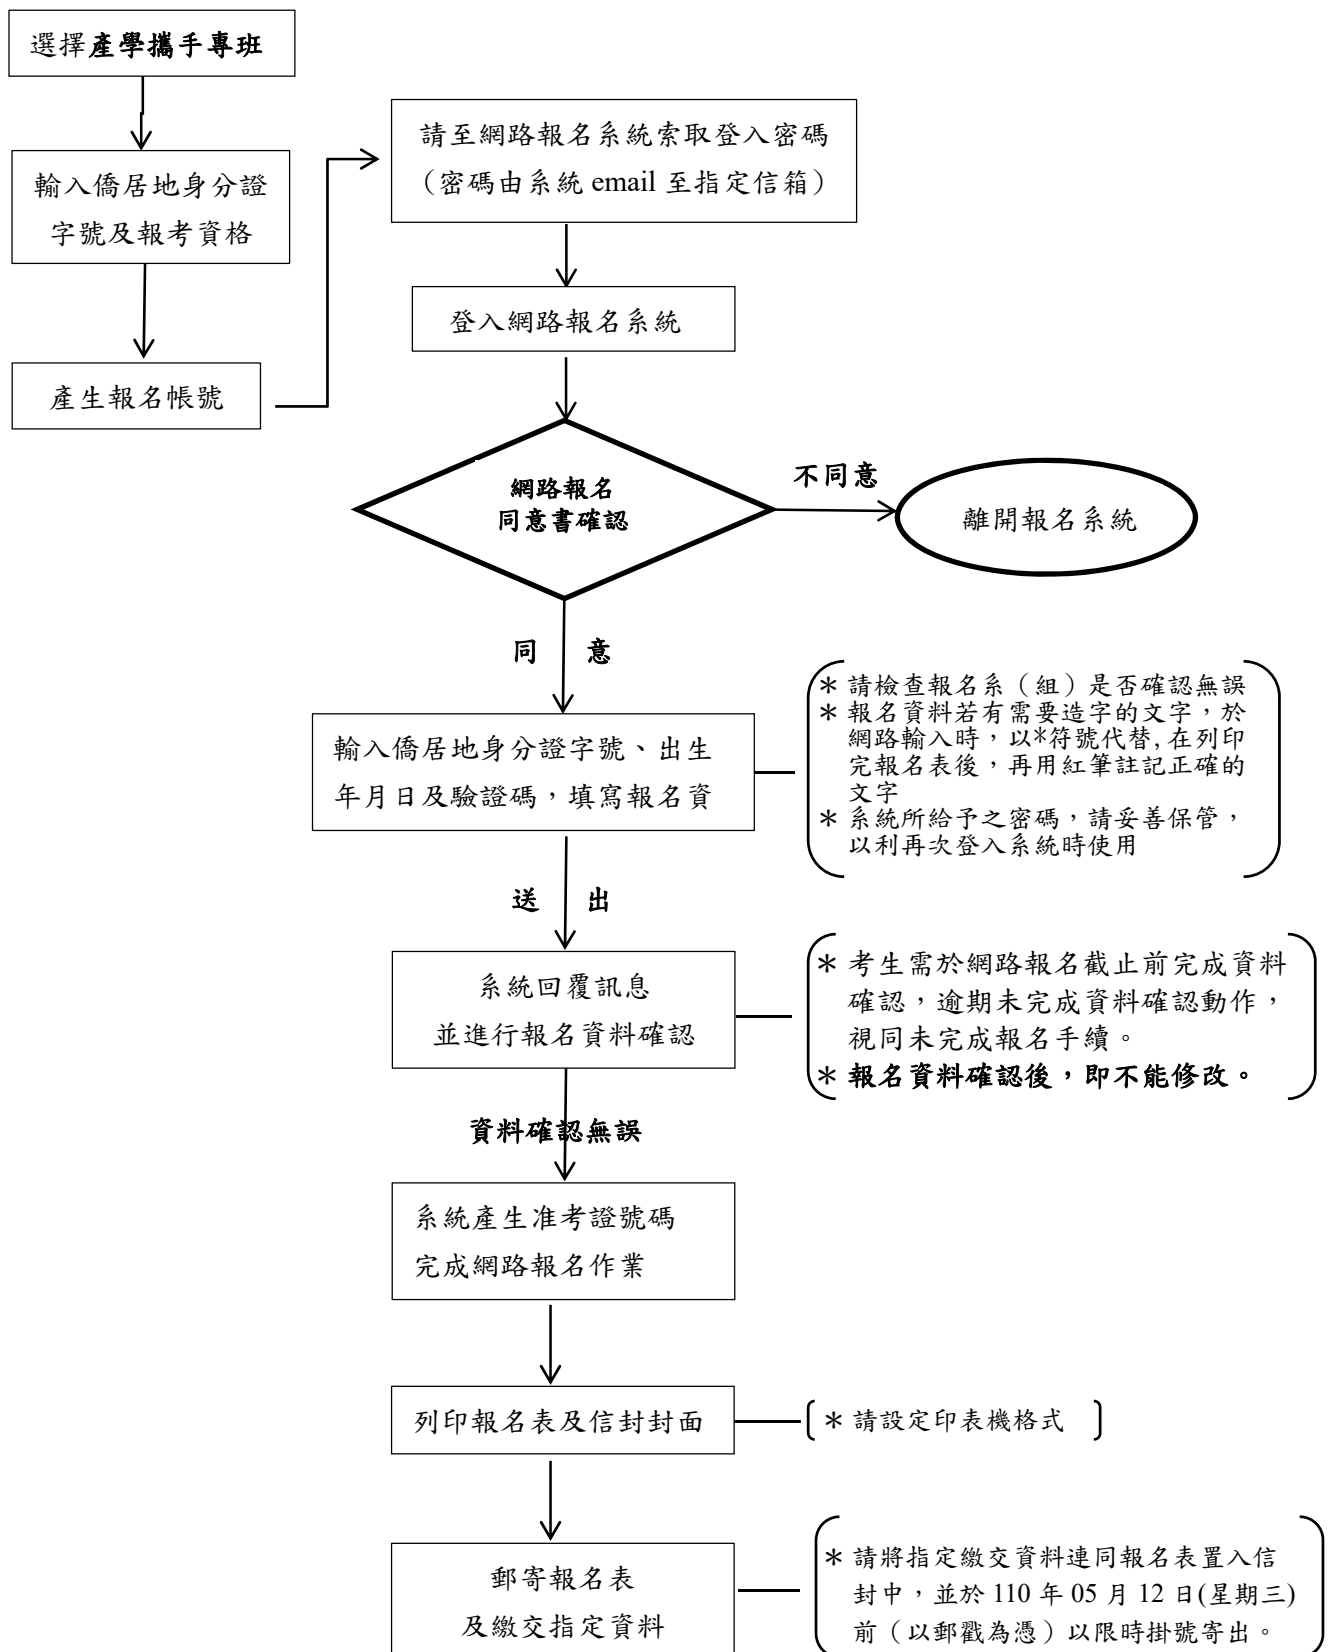 選擇產學攜手專班
輸入僑居地身分證
字號及報考資格
產生報名帳號
請至網路報名系統索取登入密碼
（密碼由系統 email 至指定信箱）
登入網路報名系統
網路報名
同意書確認
不同意
離開報名系統
同 意
輸入僑居地身分證字號、出生
年月日及驗證碼，填寫報名資
＊請檢查報名系（組）是否確認無誤
＊報名資料若有需要造字的文字，於
網路輸入時，以*符號代替,在列印
完報名表後，再用紅筆註記正確的
文字
＊系統所給予之密碼，請妥善保管，
以利再次登入系統時使用
送 出
系統回覆訊息
並進行報名資料確認
＊考生需於網路報名截止前完成資料
確認，逾期未完成資料確認動作，
視同未完成報名手續。
＊報名資料確認後，即不能修改。
資料確認無誤
系統產生准考證號碼
完成網路報名作業
列印報名表及信封封面
＊請設定印表機格式
郵寄報名表
及繳交指定資料
＊請將指定繳交資料連同報名表置入信
封中，並於 110 年 05 月 12 日(星期三)
前（以郵戳為憑）以限時掛號寄出。